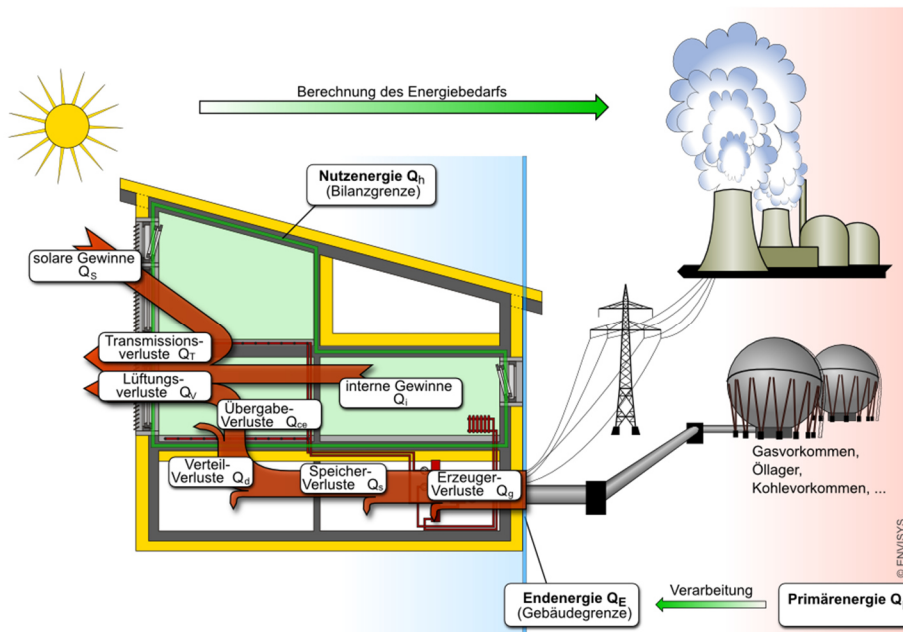 Berechnung des Energiebedarfs
Nutzenergie Qh
(Bilanzgrenze)
solare Gewinne
QS
Transmissions-
verluste QT
Lüftungs-
verluste QV
interne Gewinne
Qi
Übergabe-
Verluste Qce
Verteil-
Verluste Qd
Speicher-
Verluste Qs
Erzeuger-
Verluste Qg
Gasvorkommen,
Öllager,
Kohlevorkommen, ...
Endenergie QE
(Gebäudegrenze)
Verarbeitung
Primärenergie Q
© ENVISYS